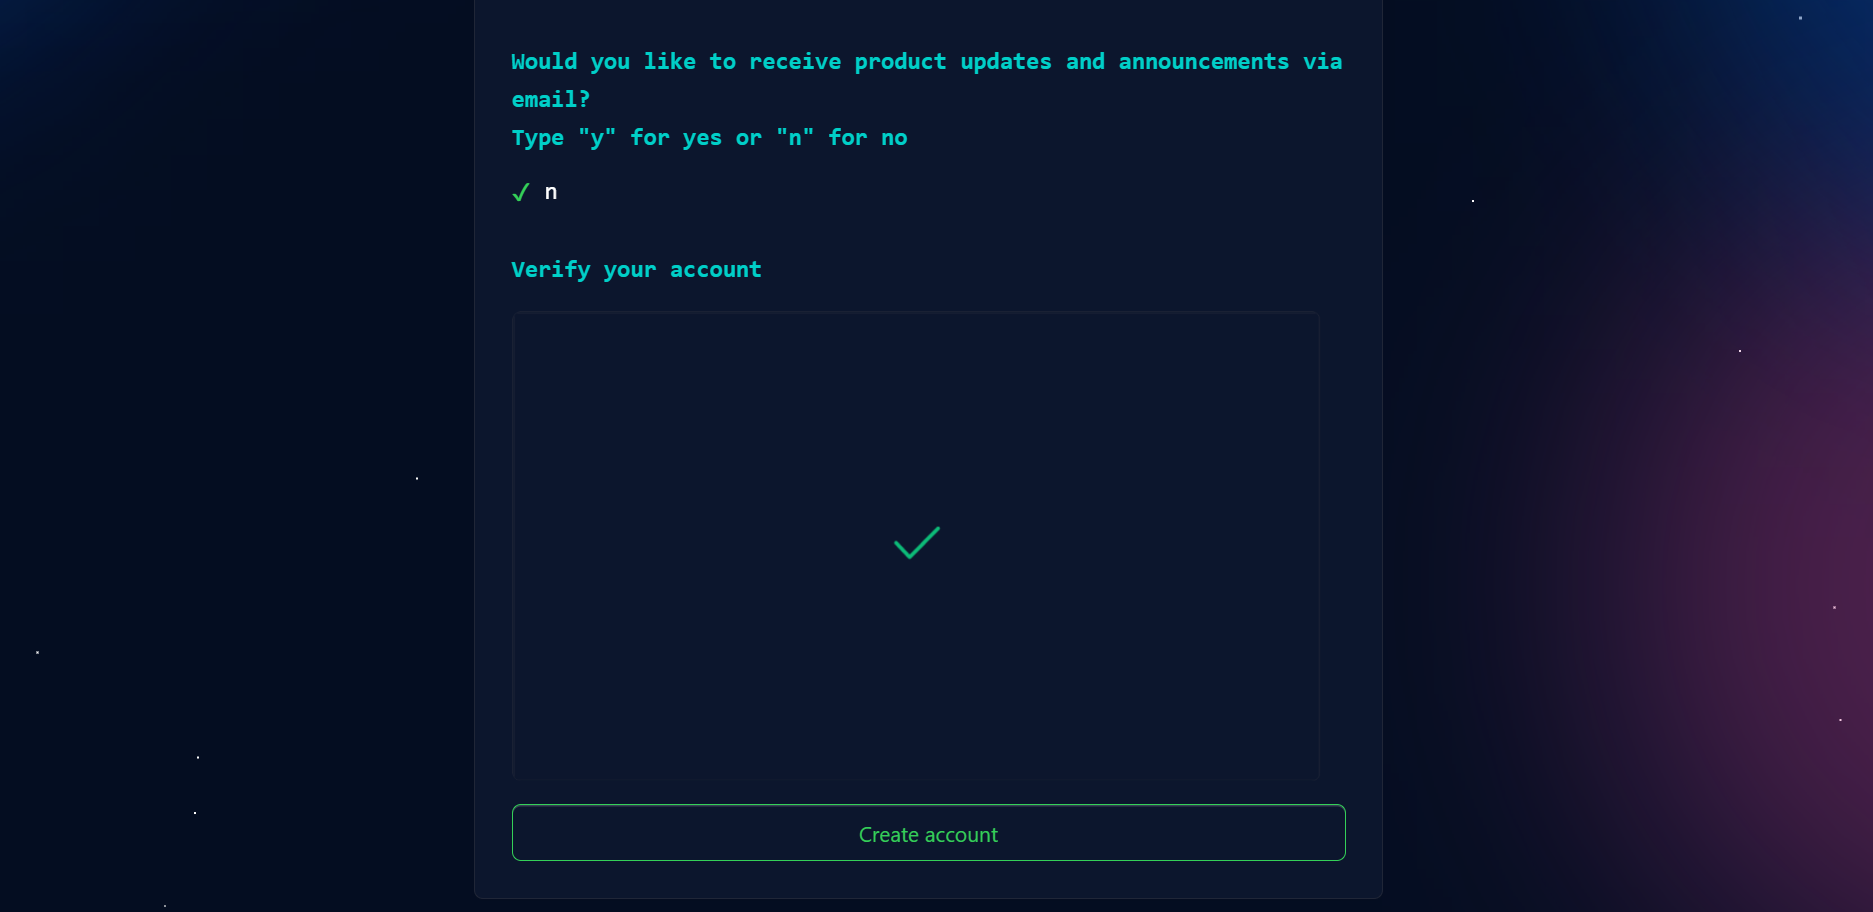 Would you like to receive product updates and announcements via
email?
Type "y" for yes or "n" for no
✓ n
Verify your account
Create account